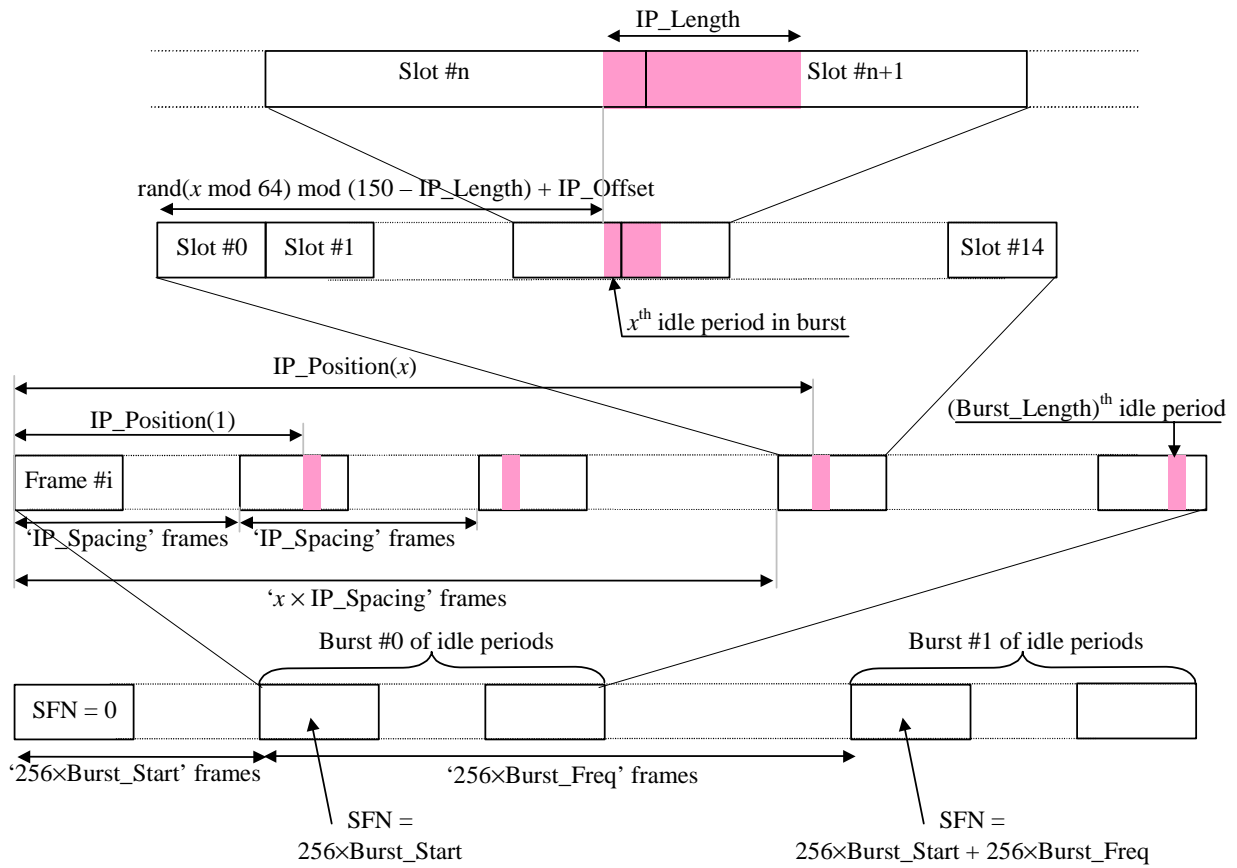 IP_Length
Slot #n
Slot #n+1
rand(x mod 64) mod (150 – IP_Length) + IP_Offset
Slot #0
Slot #1
Slot #14
xth idle period in burst
IP_Position(x)
(Burst_Length)th idle period
IP_Position(1)
Frame #i
‘IP_Spacing’ frames
‘IP_Spacing’ frames
‘x × IP_Spacing’ frames
Burst #0 of idle periods
Burst #1 of idle periods
SFN = 0
‘256×Burst_Start’ frames
‘256×Burst_Freq’ frames
SFN =
256×Burst_Start
SFN =
256×Burst_Start + 256×Burst_Freq